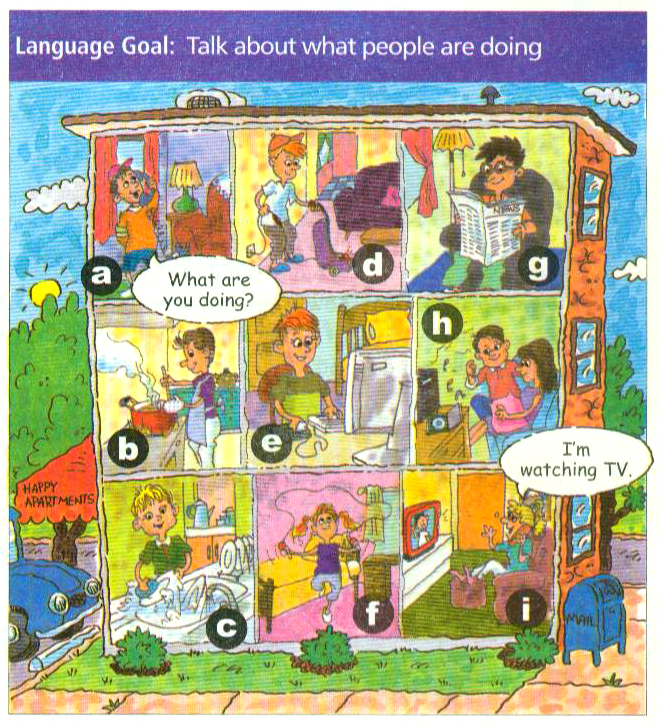 Language Goal: Talk about what people are doing
a
What are
you doing?
d
NEWS
g
b
e
h
I'm
watching TV.
HAPPY
APARTMENTS
c
f
i
MAIL